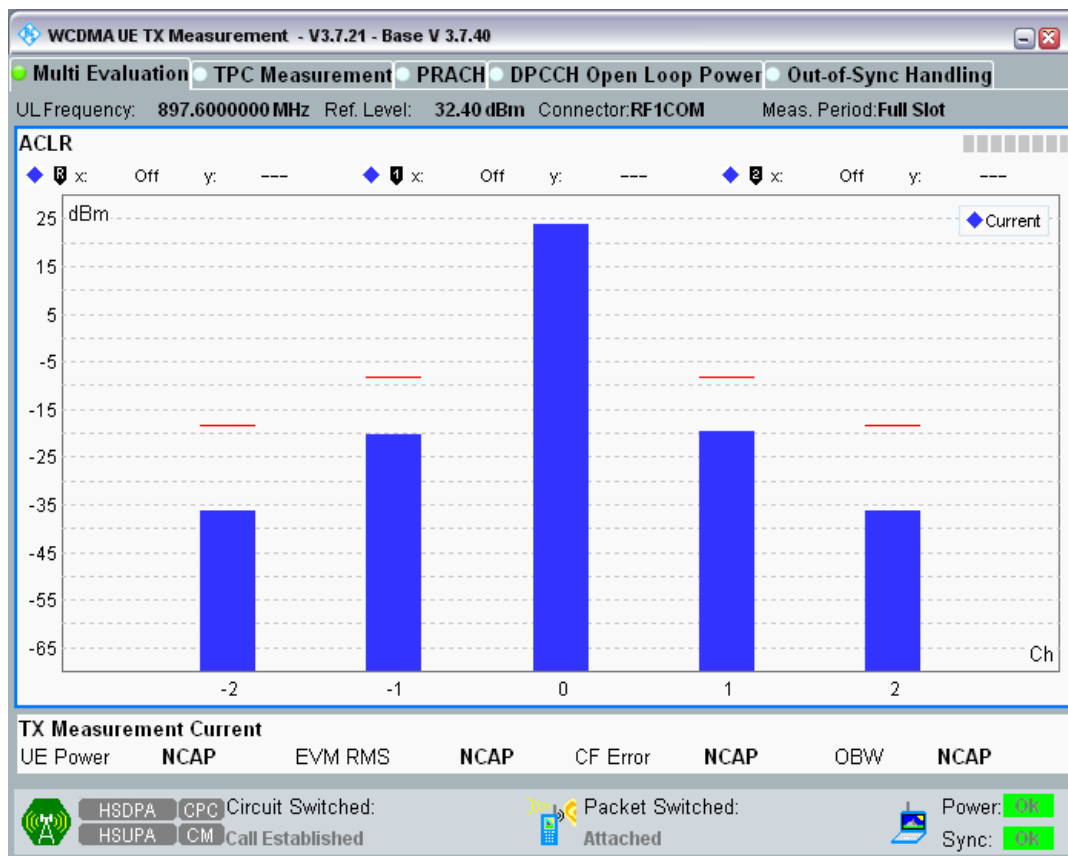 WCDMA UE TX Measurement - V3.7.21 - Base V 3.7.40
Multi Evaluation TPC Measurement PRACH DPCCH Open Loop Power Out-of-Sync Handling
UL Frequency: 897.6000000 MHz Ref. Level: 32.40 dBm Connector:RF1COM Meas. Period:Full Slot
ACLR
R x: Off y: --- 1 x: Off y: --- 2 x: Off y: ---
dBm
Current
25
15
5
-5
-15
-25
-35
-45
-55
-65
Ch
-2 -1 0 1 2
TX Measurement Current
UE Power NCAP EVM RMS NCAP CF Error NCAP OBW NCAP
HSDPA CPC Circuit Switched: Packet Switched: Power: Ok
HSUPA CM Call Established Attached Sync: Ok